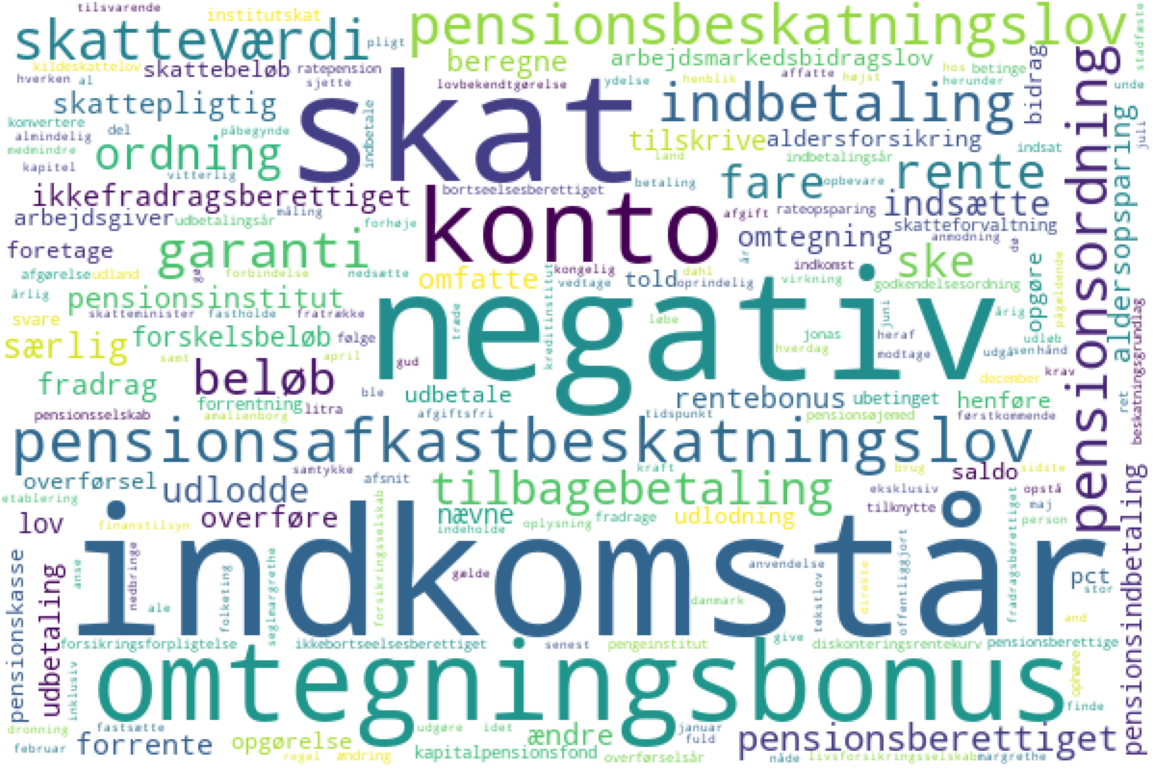 tilsvarende
institutskat
pensionsbeskatningslov
skatteværdi
pligt
stadfæste
kildeskattelov
hverken
al
skattebeløb
ratepension
sjette
beregne
arbejdsmarkedsbidragslov
ydelse
henblik
affatte
højst
hos
betinge
herunder
unde
lovbekendtgørelse
bidrag
skattepligtig
skat
indbetaling
konvertere
almindelig
medmindre
kapitel
del
påbegynde
indbetale
ordning
vitterlig
tilskrive
aldersforsikring
indsat
juli
land
indbetalingsår
fare
opbevare
rente
ikkefradragsberettiget
bortseelsesberettiget
betaling
konto
afgift
rateopsparing
indsætte
arbejdsgiver
udbetalingsår
måling
forhøje
skatteforvaltning
anmodning
omtegning
foretage
garanti
ske
dø
år
pensionsordning
aldersopsparing
opgøre
pågældende
afgørelse
udland
forbindelse
nedsætte
omfatte
kongelig
vedtage
told
dahl
oprindelig
indkomst
virkning
godkendelsesordning
årlig
pensionsinstitut
negativ
kreditinstitut
svare
skatteminister
fastholde
fratrække
træde
løbe
jonas
juni
heraf
årig
udløb
særlig
forskelsbeløb
følge
hverdag
modtage
udgå
sen
hånd
samt
april
gud
krav
fradrag
beløb
ble
udbetale
rentebonus
ubetinget
december
henføre
ret
beskatningsgrundlag
forrentning
litra
pensionsselskab
amalienborg
afgiftsfri
tidspunkt
pensionsøjemed
førstkommende
pensionsafkastbeskatningslov
overførsel
samtykke
afsnit
kraft
brug
saldo
sidste
udlodde
tilbagebetaling
eksklusiv
opstå
etablering
lov
finanstilsyn
overføre
nævne
indeholde
oplysning
fradrage
udlodning
tilknytte
maj
person
indkomstår
pensionskasse
udbetaling
anse
nedbringe
ale
folketing
seglmargrethe
forsikringsselskab
gælde
danmark
anvendelse
tekstlov
direkte
offentliggjort
fradragsberettiget
pct
stor
and
pensionsindbetaling
forsikringsforpligtelse
ikkebortseelsesberettiget
senest
pengeinstitut
give
diskonteringsrentekurv
pensionsberettige
omtegningsbonus
inklusiv
ophæve
finde
dronning
fastsætte
udgøre
idet
ændre
januar
fuld
februar
forrente
opgørelse
regel
ændring
kapitalpensionsfond
overførselsår
pensionsberettiget
nåde
livsforsikringsselskab
margrethe